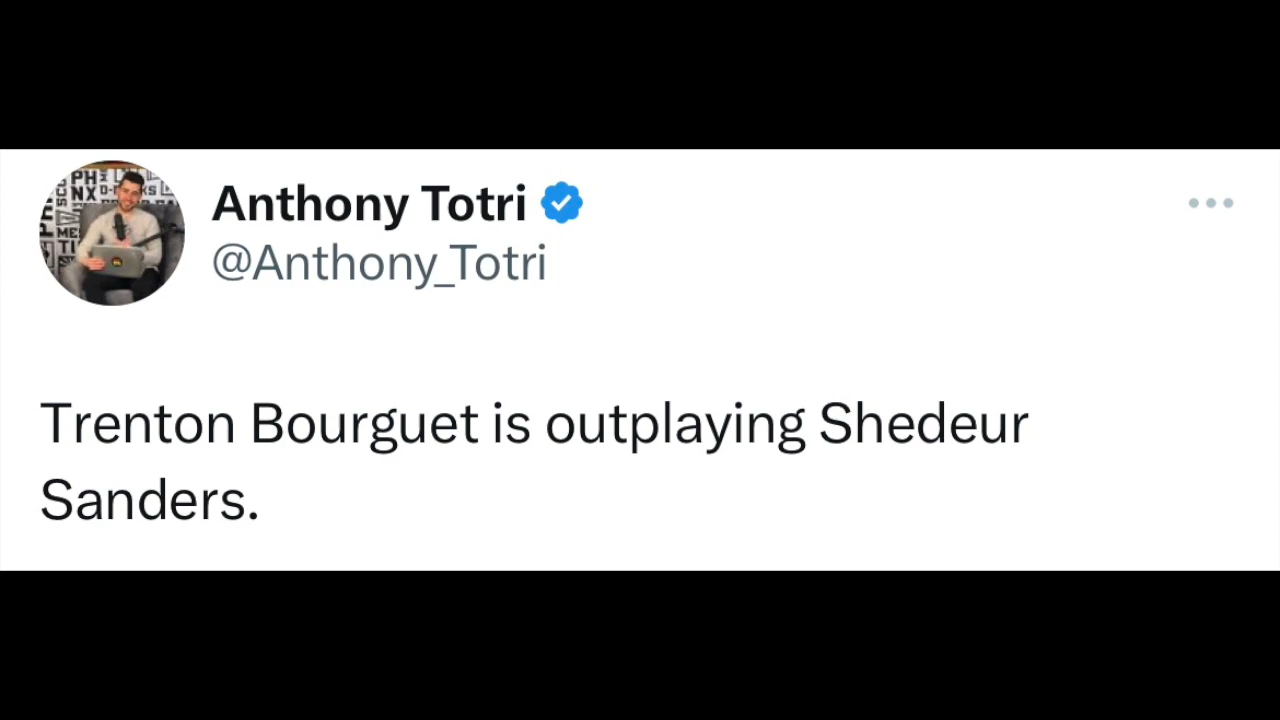 Anthony Totri
@Anthony_Totri
Trenton Bourguet is outplaying Shedeur
Sanders.